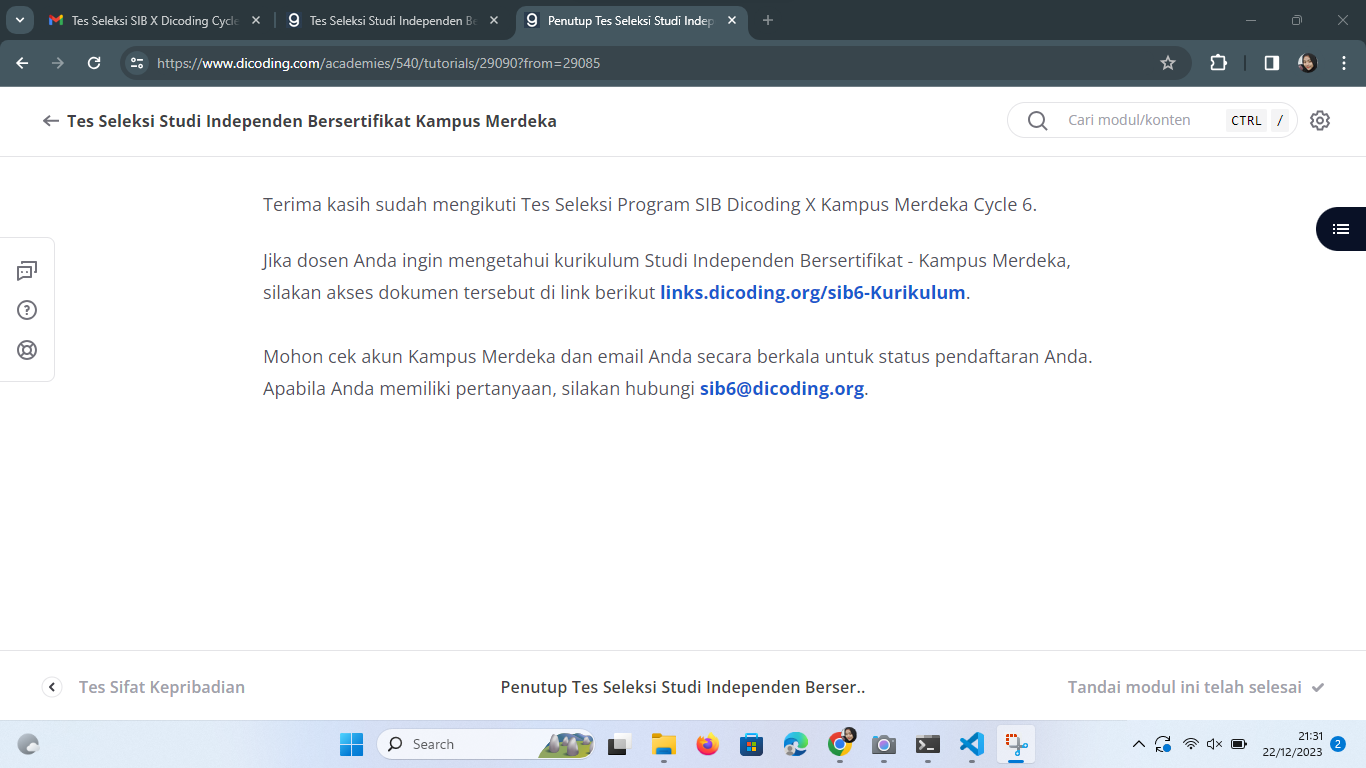 Tes Seleksi SIB X Dicoding Cycle
Tes Seleksi Studi Independen Be
Penutup Tes Seleksi Studi Indep
https://www.dicoding.com/academies/540/tutorials/29090?from=29085
Tes Seleksi Studi Independen Bersertifikat Kampus Merdeka
Cari modul/konten CTRL /
Terima kasih sudah mengikuti Tes Seleksi Program SIB Dicoding X Kampus Merdeka Cycle 6.
Jika dosen Anda ingin mengetahui kurikulum Studi Independen Bersertifikat - Kampus Merdeka,
silakan akses dokumen tersebut di link berikut links.dicoding.org/sib6-Kurikulum.
Mohon cek akun Kampus Merdeka dan email Anda secara berkala untuk status pendaftaran Anda.
Apabila Anda memiliki pertanyaan, silakan hubungi sib6@dicoding.org.
Tes Sifat Kepribadian
Penutup Tes Seleksi Studi Independen Berser..
Tandai modul ini telah selesai
Search
21:31
22/12/2023
2